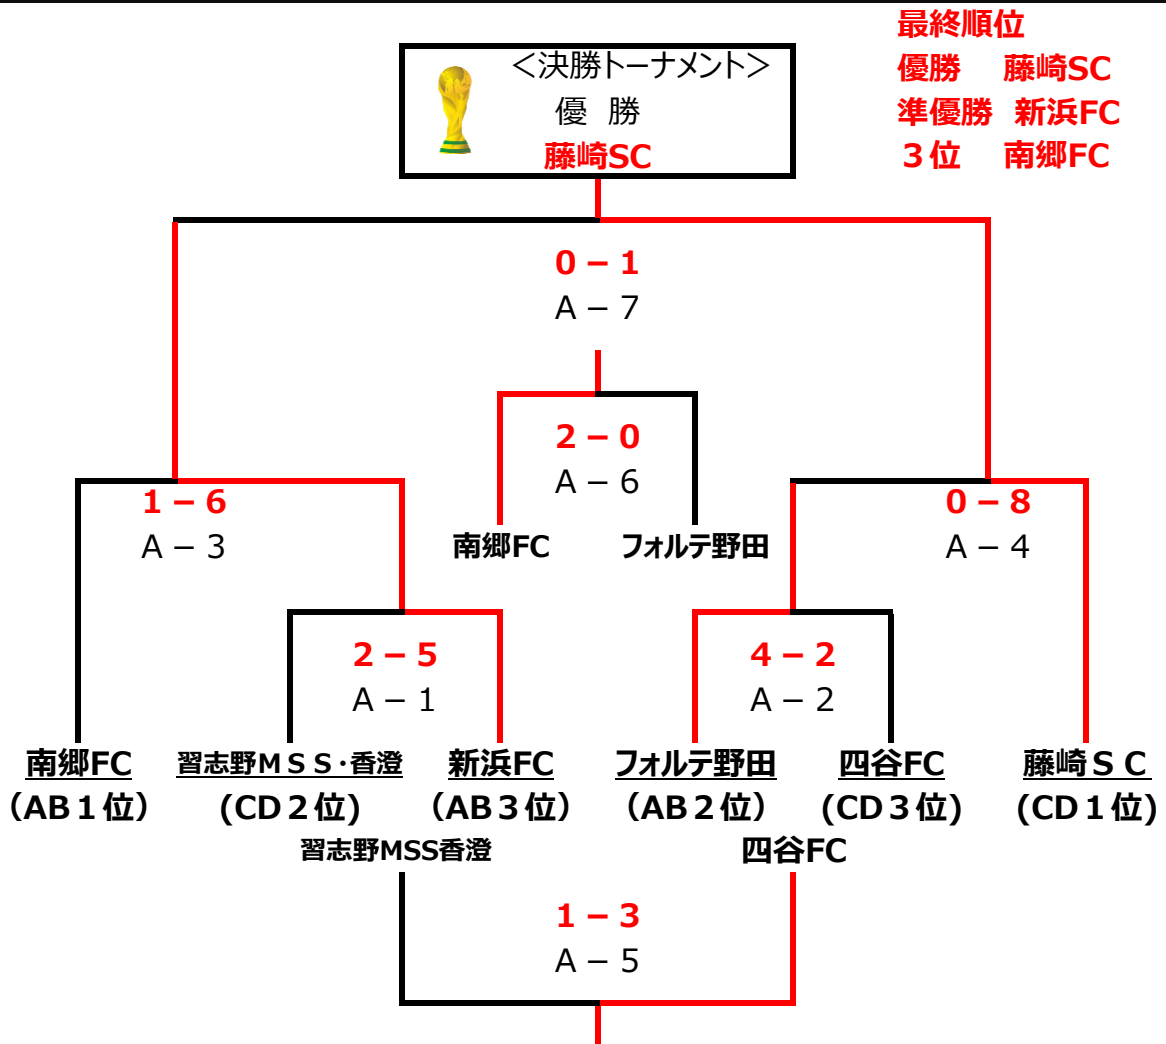 最終順位
優勝　藤崎SC
準優勝 新浜FC
３位　南郷FC
＜決勝トーナメント＞
優 勝
藤崎SC
0 – 1
A – 7
2 – 0
A – 6
南郷FC フォルテ野田
1 – 6 0 – 8
A – 3 A – 4
2 – 5 4 – 2
A – 1 A – 2
南郷FC 習志野ＭＳＳ・香澄 新浜FC フォルテ野田 四谷FC 藤崎ＳＣ
（AB１位） (CD２位) （AB３位） （AB２位） (CD３位) (CD１位)
習志野MSS香澄 四谷FC
1 – 3
A – 5